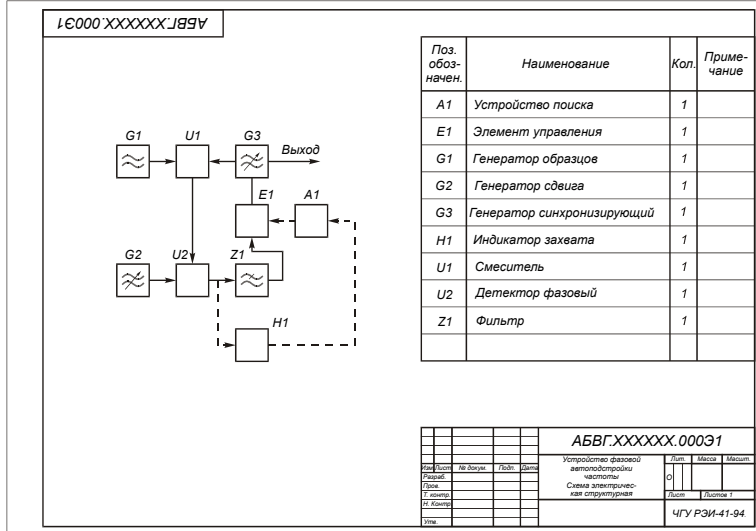 АБВГ.XXXXXX.000Э1
Поз. обоз- начен.
Наименование
Кол.
Приме- чание
A1 Устройство поиска 1
E1 Элемент управления 1
G1 Генератор образцов 1
G2 Генератор сдвига 1
G3 Генератор синхронизирующий 1
H1 Индикатор захвата 1
U1 Смеситель 1
U2 Детектор фазовый 1
Z1 Фильтр 1
G1 U1 G3
Выход
E1 A1
G2 U2 Z1
H1
АБВГ.XXXXXX.000Э1
Устройство фазовой
автоподстройки
частоты
Схема электричес-
кая структурная
Лит. Масса Масшт.
О
Лист Листов 1
Изм Лист № докум. Подп. Дата
Разраб.
Пров.
Т. контр.
Н. Контр
Утв.
ЧГУ РЭИ-41-94